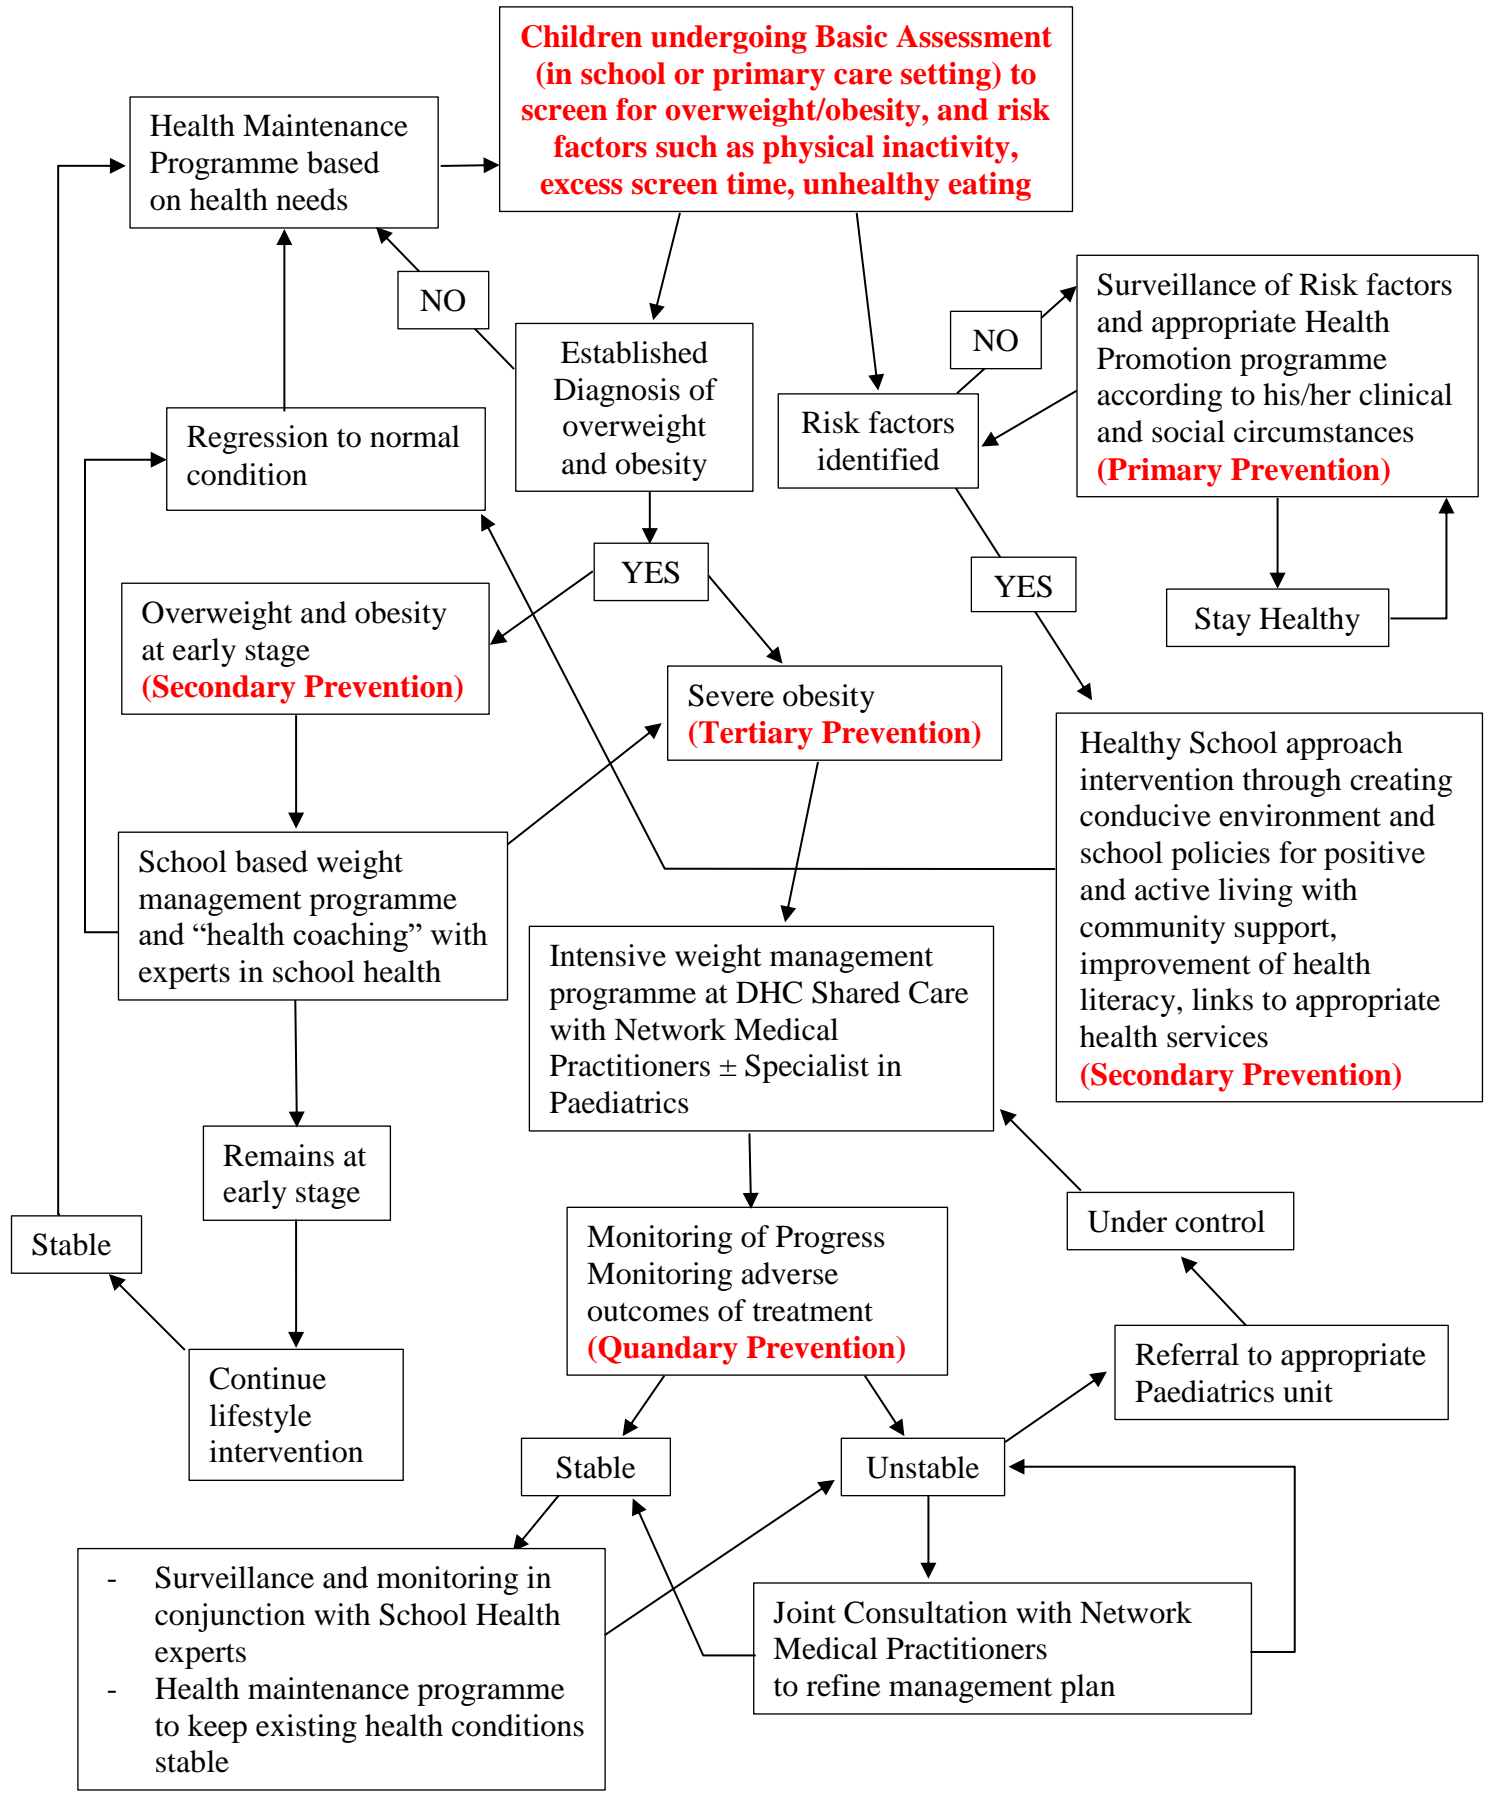 Children undergoing Basic Assessment
(in school or primary care setting) to
screen for overweight/obesity, and risk
factors such as physical inactivity,
excess screen time, unhealthy eating
Health Maintenance
Programme based
on health needs
NO
Established
Diagnosis of
overweight
and obesity
NO
Surveillance of Risk factors
and appropriate Health
Promotion programme
according to his/her clinical
and social circumstances
(Primary Prevention)
Risk factors
identified
Regression to normal
condition
YES
YES
Stay Healthy
Overweight and obesity
at early stage
(Secondary Prevention)
Severe obesity
(Tertiary Prevention)
Healthy School approach
intervention through creating
conducive environment and
school policies for positive
and active living with
community support,
improvement of health
literacy, links to appropriate
health services
(Secondary Prevention)
School based weight
management programme
and “health coaching” with
experts in school health
Intensive weight management
programme at DHC Shared Care
with Network Medical
Practitioners ± Specialist in
Paediatrics
Remains at
early stage
Stable
Under control
Monitoring of Progress
Monitoring adverse
outcomes of treatment
(Quandary Prevention)
Continue
lifestyle
intervention
Referral to appropriate
Paediatrics unit
Stable
Unstable
- Surveillance and monitoring in
conjunction with School Health
experts
- Health maintenance programme
to keep existing health conditions
stable
Joint Consultation with Network
Medical Practitioners
to refine management plan